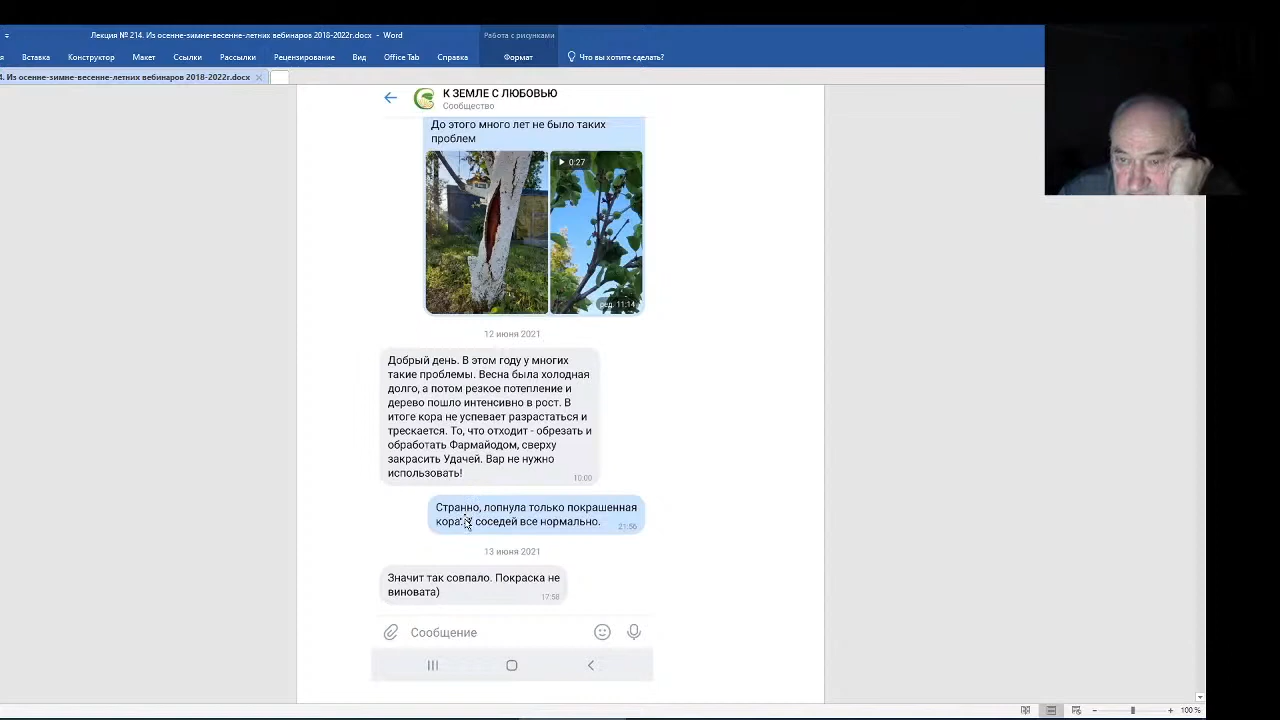 Лекция № 214. Из осенне-зимне-весенне-летних вебинаров 2018-2022г.docx - Word
Работа с рисунками
Вставка Конструктор Макет Ссылки Рассылки Рецензирование Вид Office Tab Справка Формат Что вы хотите сделать?
4. Из осенне-зимне-весенне-летних вебинаров 2018-2022г.docx
К ЗЕМЛЕ С ЛЮБОВЬЮ
Сообщество
До этого много лет не было таких
проблем
0:27
ред. 11:14
12 июня 2021
Добрый день. В этом году у многих
такие проблемы. Весна была холодная
долго, а потом резкое потепление и
дерево пошло интенсивно в рост. В
итоге кора не успевает разрастаться и
трескается. То, что отходит - обрезать и
обработать Фармайодом, сверху
закрасить Удачей. Вар не нужно
использовать!
10:00
Странно, лопнула только покрашенная
кора. У соседей все нормально.
21:56
13 июня 2021
Значит так совпало. Покраска не
виновата)
17:58
Сообщение
100 %